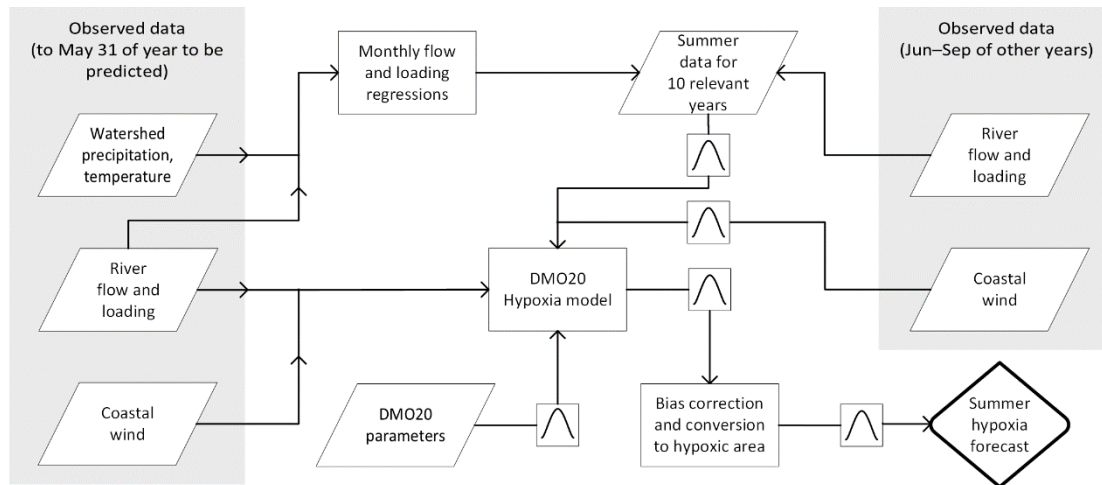 Observed data
(to May 31 of year to be
predicted)
Watershed
precipitation,
temperature
River
flow and
loading
Coastal
wind
Monthly flow
and loading
regressions
Summer
data for
10 relevant
years
DMO20
Hypoxia model
DMO20
parameters
Bias correction
and conversion
to hypoxic area
Observed data
(Jun–Sep of other years)
River
flow and
loading
Coastal
wind
Summer
hypoxia
forecast